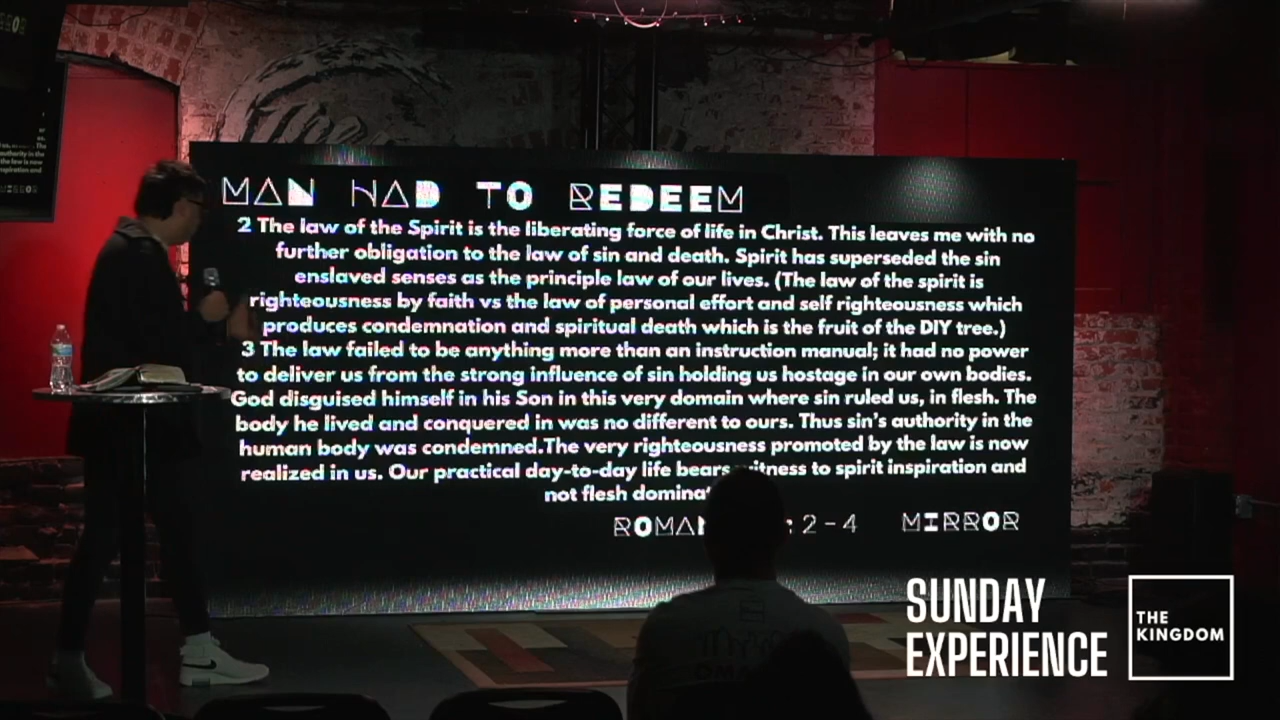 MAN HAD TO REDEEM
2 The law of the Spirit is the liberating force of life in Christ. This leaves me with no
further obligation to the law of sin and death. Spirit has superseded the sin
enslaved senses as the principle law of our lives. (The law of the spirit is
righteousness by faith vs the law of personal effort and self righteousness which
produces condemnation and spiritual death which is the fruit of the DIY tree.)
3 The law failed to be anything more than an instruction manual; it had no power
to deliver us from the strong influence of sin holding us hostage in our own bodies.
God disguised himself in his Son in this very domain where sin ruled us, in flesh. The
body he lived and conquered in was no different to ours. Thus sin's authority in the
human body was condemned.The very righteousness promoted by the law is now
realized in us. Our practical day-to-day life bears witness to spirit inspiration and
not flesh
:2-4 MIRROR
SUNDAY
EXPERIENCE
THE
KINGDOM